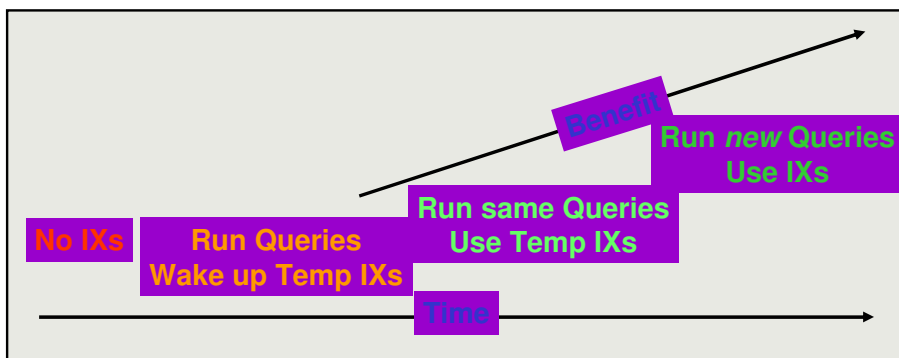 Benefit
Run new Queries
Use IXs
Run same Queries
Use Temp IXs
No IXs
Run Queries
Wake up Temp IXs
Time